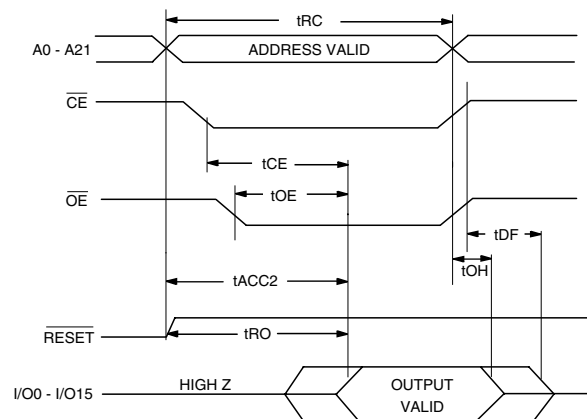 tRC
A0 - A21
ADDRESS VALID
CE
tCE
tOE
OE
tDF
tOH
tACC2
RESET
tRO
I/O0 - I/O15
HIGH Z
OUTPUT
VALID